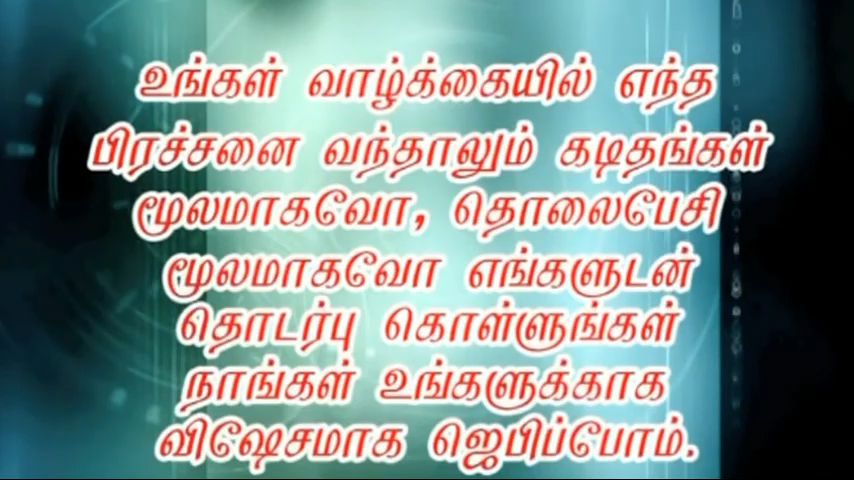 உங்கள் வாழ்க்கையில் எந்த
பிரச்சனை வந்தாலும் கடிதங்கள்
மூலமாகவோ, தொலைபேசி
மூலமாகவோ எங்களுடன்
தொடர்பு கொள்ளுங்கள்
நாங்கள் உங்களுக்காக
விஷேசமாக ஜெபிப்போம்.